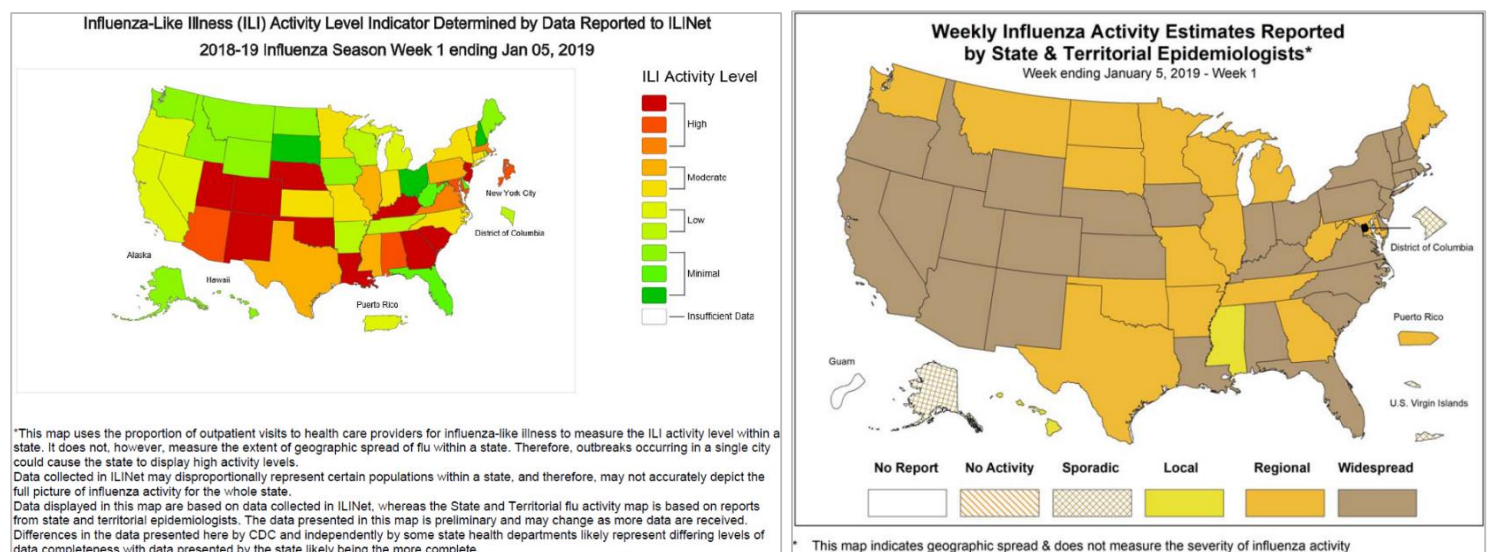 Influenza-Like Illness (ILI) Activity Level Indicator Determined by Data Reported to ILINet
2018-19 Influenza Season Week 1 ending Jan 05, 2019
ILI Activity Level
High
Moderate
Low
Minimal
Insufficient Data
New York City
District of Columbia
Alaska
Hawaii
Puerto Rico
*This map uses the proportion of outpatient visits to health care providers for influenza-like illness to measure the ILI activity level within a
state. It does not, however, measure the extent of geographic spread of flu within a state. Therefore, outbreaks occurring in a single city
could cause the state to display high activity levels.
Data collected in ILINet may disproportionally represent certain populations within a state, and therefore, may not accurately depict the
full picture of influenza activity for the whole state.
Data displayed in this map are based on data collected in ILINet, whereas the State and Territorial flu activity map is based on reports
from state and territorial epidemiologists. The data presented in this map is preliminary and may change as more data are received.
Differences in the data presented here by CDC and independently by some state health departments likely represent differing levels of
data completeness with data presented by the state likely being the more complete.
Weekly Influenza Activity Estimates Reported
by State & Territorial Epidemiologists*
Week ending January 5, 2019 - Week 1
District of Columbia
Puerto Rico
Guam
U.S. Virgin Islands
No Report No Activity Sporadic Local Regional Widespread
* This map indicates geographic spread & does not measure the severity of influenza activity